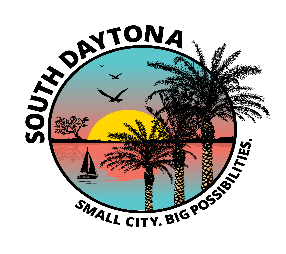 SOUTH DAYTONA
SMALL CITY. BIG POSSIBILITIES.